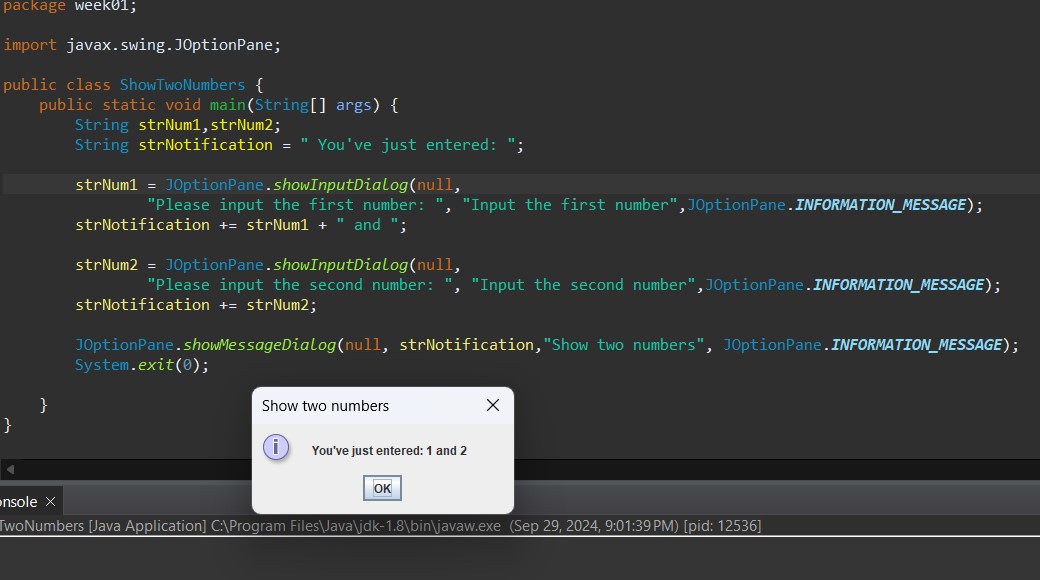 package week01;
import javax.swing.JOptionPane;
public class ShowTwoNumbers {
public static void main(String[] args) {
String strNum1,strNum2;
String strNotification = " You've just entered: ";
strNum1 = JOptionPane.showInputDialog(null,
"Please input the first number: ", "Input the first number",JOptionPane.INFORMATION_MESSAGE);
strNotification += strNum1 + " and ";
strNum2 = JOptionPane.showInputDialog(null,
"Please input the second number: ", "Input the second number",JOptionPane.INFORMATION_MESSAGE);
strNotification += strNum2;
JOptionPane.showMessageDialog(null, strNotification,"Show two numbers", JOptionPane.INFORMATION_MESSAGE);
System.exit(0);
}
}
Show two numbers
You've just entered: 1 and 2
OK
onsole
TwoNumbers [Java Application] C:\Program Files\Java\jdk-1.8\bin\javaw.exe (Sep 29, 2024, 9:01:39 PM) [pid: 12536]